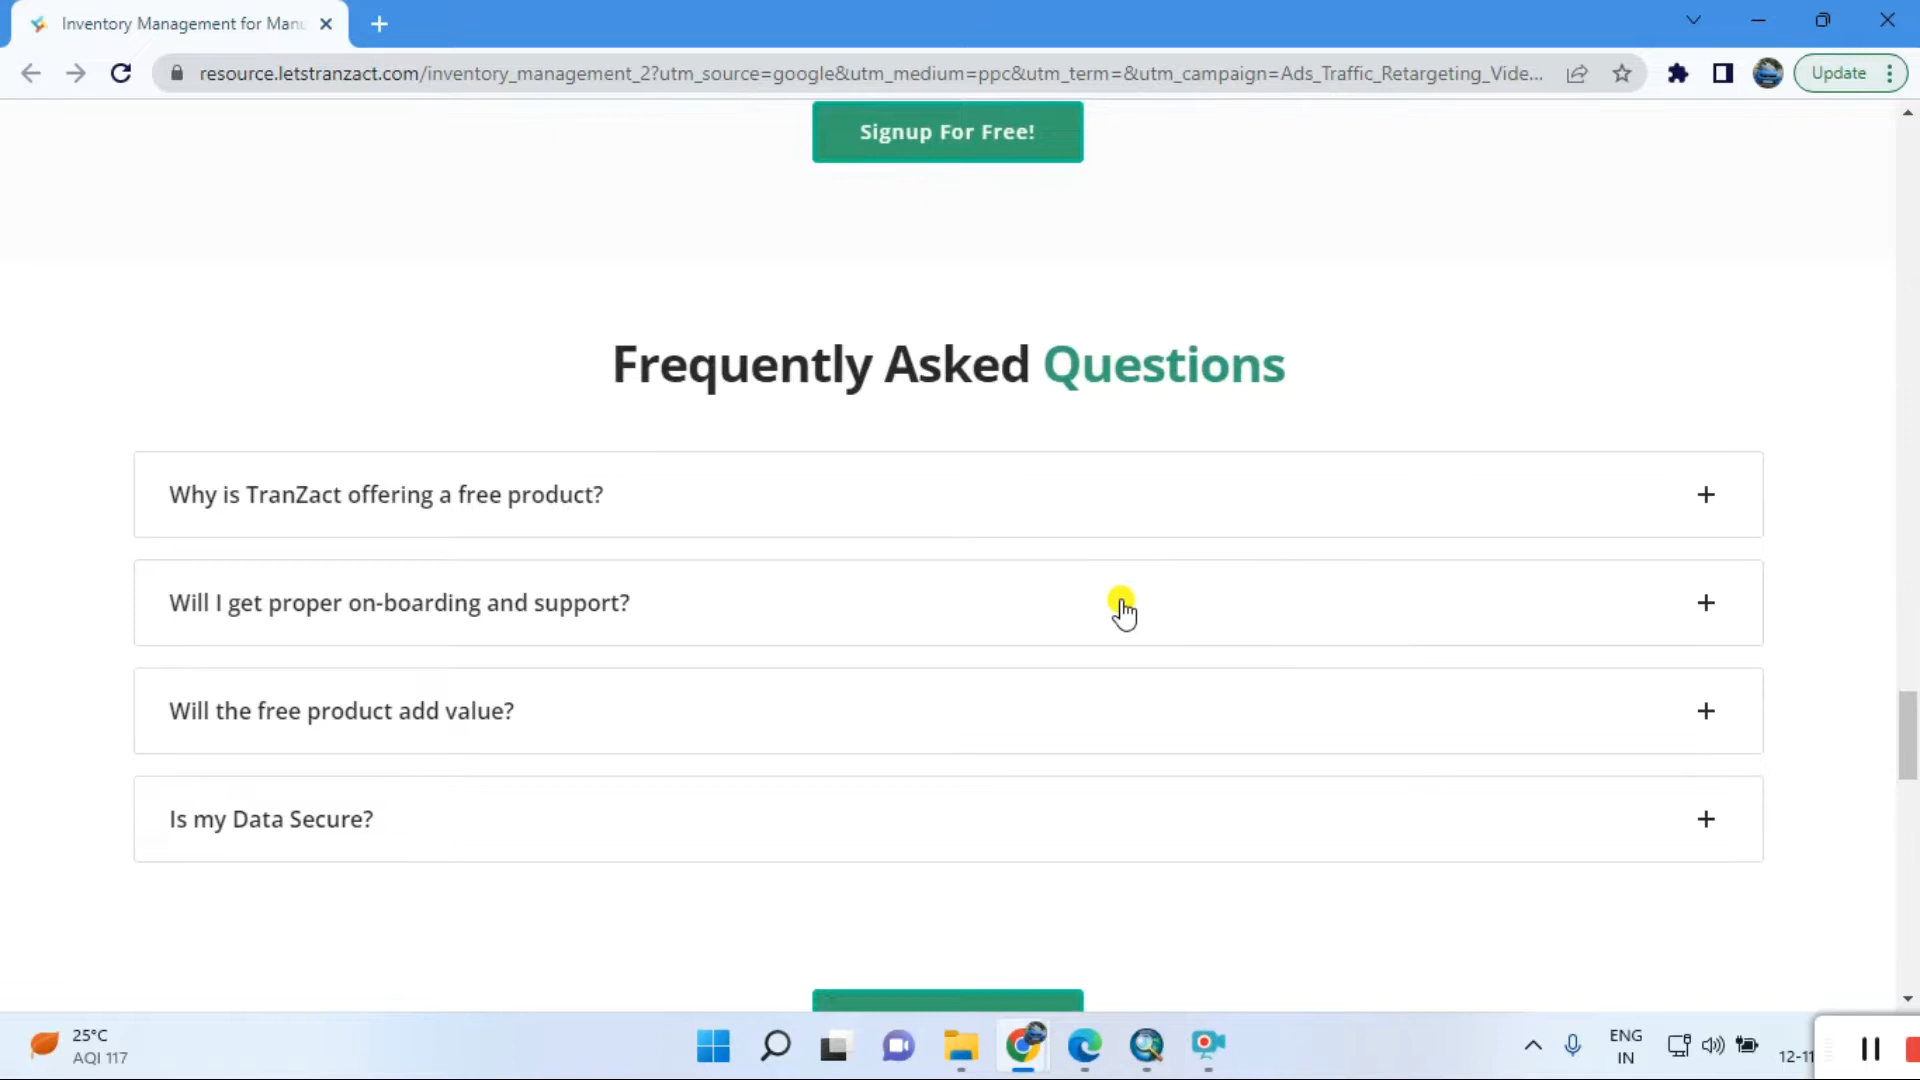 Inventory Management for Manu
resource.letstranzact.com/inventory_management_2?utm_source=google&utm_medium=ppc&utm_term=&utm_campaign=Ads_Traffic_Retargeting_Vide...
Update
Signup For Free!
Frequently Asked Questions
Why is TranZact offering a free product?
Will I get proper on-boarding and support?
Will the free product add value?
Is my Data Secure?
25°C
AQI 117
ENG
IN
12-11